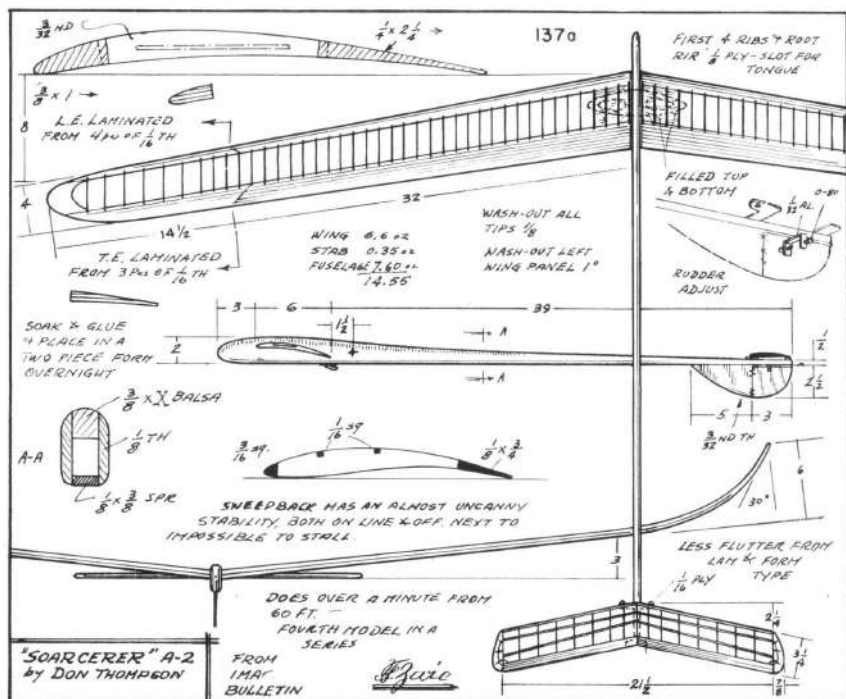 3/32 ND
1/4 x 2 1/4
137a
FIRST 4 RIBS & ROOT
RIR 1/8 PLY-SLOT FOR
TONGUE
3/8 x 1
8
L.E. LAMINATED
FROM 4 pcs OF 1/16 TH
4
14 1/2
32
FILLED TOP
& BOTTOM
1/32 AL
0-80
T.E. LAMINATED
FROM 3 Pcs OF 1/16 TH
WING 6.6 oz
STAB 0.35 oz
FUSELAGE 7.60 oz
14.55
WASH-OUT ALL
TIPS 1/8
WASH-OUT LEFT
WING PANEL 1°
RUDDER
ADJUST
SOAK & GLUE
& PLACE IN A
TWO PIECE FORM
OVERNIGHT
3
6
39
1 1/2
2
A
A
1/2
2 1/2
5
3
3/32 ND TH
3/8 x X BALSA
1/8 TH
A-A
1/8 x 3/8 SPR
3/16 sq.
1/16 sq
1/8 x 3/4
6
30°
SWEEDBACK HAS AN ALMOST UNCANNY
STABILITY, BOTH ON LINE & OFF. NEXT TO
IMPOSSIBLE TO STALL.
3
LESS FLUTTER FROM
LAM & FORM
TYPE
1/16 PLY
DOES OVER A MINUTE FROM
60 FT. —
FOURTH MODEL IN A
SERIES
2 1/4
3 1/4
21 1/2
7/8
"SOARCERER" A-2
by DON THOMPSON
FROM
IMAC
BULLETIN
F Zaic